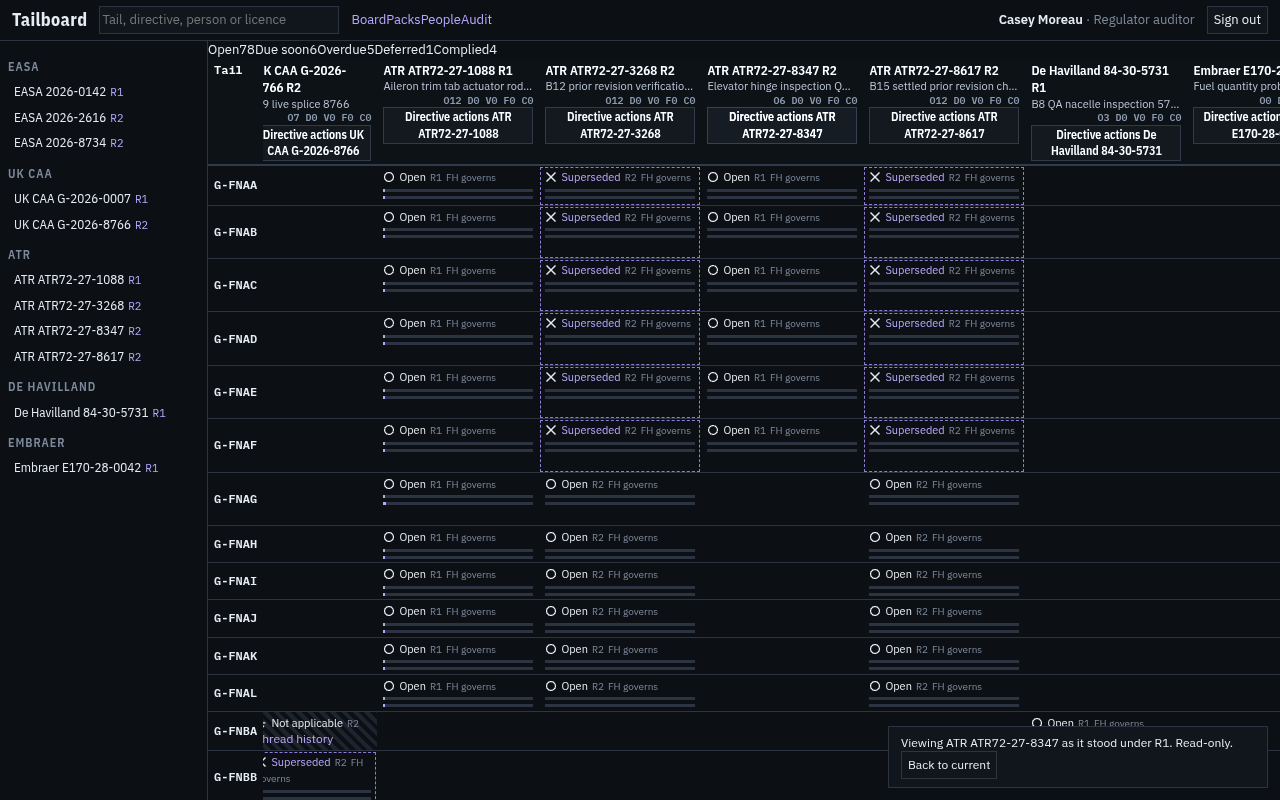 Tailboard
Tail, directive, person or licence
Board Packs People Audit
Casey Moreau · Regulator auditor
Sign out
EASA
EASA 2026-0142 R1
EASA 2026-2616 R2
EASA 2026-8734 R2
UK CAA
UK CAA G-2026-0007 R1
UK CAA G-2026-8766 R2
ATR
ATR ATR72-27-1088 R1
ATR ATR72-27-3268 R2
ATR ATR72-27-8347 R2
ATR ATR72-27-8617 R2
DE HAVILLAND
De Havilland 84-30-5731 R1
EMBRAER
Embraer E170-28-0042 R1
Open78Due soon6Overdue5Deferred1Complied4
Tail
K CAA G-2026-
766 R2
9 live splice 8766
O7 D0 V0 F0 C0
Directive actions UK
CAA G-2026-8766
ATR ATR72-27-1088 R1
Aileron trim tab actuator rod…
O12 D0 V0 F0 C0
Directive actions ATR
ATR72-27-1088
ATR ATR72-27-3268 R2
B12 prior revision verificatio…
O12 D0 V0 F0 C0
Directive actions ATR
ATR72-27-3268
ATR ATR72-27-8347 R2
Elevator hinge inspection Q…
O6 D0 V0 F0 C0
Directive actions ATR
ATR72-27-8347
ATR ATR72-27-8617 R2
B15 settled prior revision ch…
O12 D0 V0 F0 C0
Directive actions ATR
ATR72-27-8617
De Havilland 84-30-5731
R1
B8 QA nacelle inspection 57…
O3 D0 V0 F0 C0
Directive actions De
Havilland 84-30-5731
Embraer E170-2
Fuel quantity prob
O0 D
Directive action
E170-28-
G-FNAA
Open R1 FH governs
Superseded R2 FH governs
Open R1 FH governs
Superseded R2 FH governs
G-FNAB
Open R1 FH governs
Superseded R2 FH governs
Open R1 FH governs
Superseded R2 FH governs
G-FNAC
Open R1 FH governs
Superseded R2 FH governs
Open R1 FH governs
Superseded R2 FH governs
G-FNAD
Open R1 FH governs
Superseded R2 FH governs
Open R1 FH governs
Superseded R2 FH governs
G-FNAE
Open R1 FH governs
Superseded R2 FH governs
Open R1 FH governs
Superseded R2 FH governs
G-FNAF
Open R1 FH governs
Superseded R2 FH governs
Open R1 FH governs
Superseded R2 FH governs
G-FNAG
Open R1 FH governs
Open R2 FH governs
Open R2 FH governs
G-FNAH
Open R1 FH governs
Open R2 FH governs
Open R2 FH governs
G-FNAI
Open R1 FH governs
Open R2 FH governs
Open R2 FH governs
G-FNAJ
Open R1 FH governs
Open R2 FH governs
Open R2 FH governs
G-FNAK
Open R1 FH governs
Open R2 FH governs
Open R2 FH governs
G-FNAL
Open R1 FH governs
Open R2 FH governs
Open R2 FH governs
G-FNBA
Not applicable R2
hread history
Open R1 FH governs
G-FNBB
Superseded R2 FH
overns
Viewing ATR ATR72-27-8347 as it stood under R1. Read-only.
Back to current